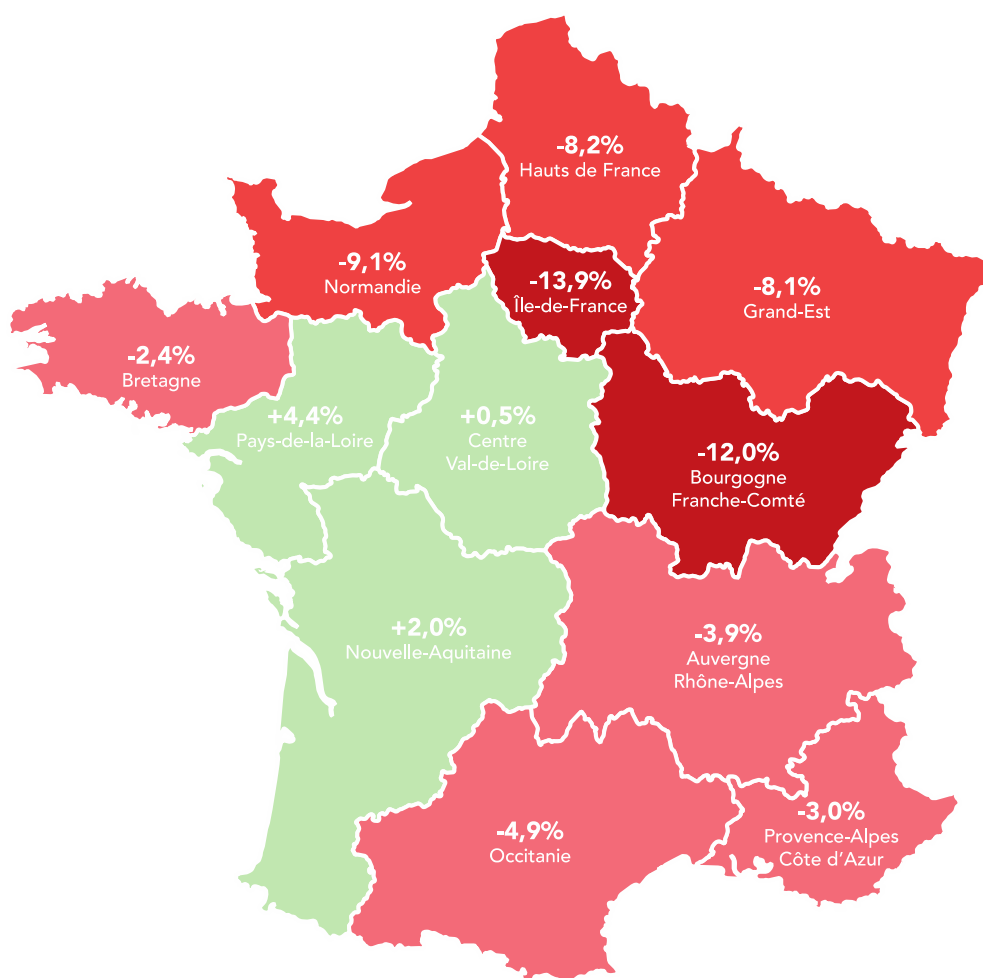 -8,2%
Hauts de France
-9,1%
Normandie
-13,9%
Île-de-France
-8,1%
Grand-Est
-2,4%
Bretagne
+4,4%
Pays-de-la-Loire
+0,5%
Centre
Val-de-Loire
-12,0%
Bourgogne
Franche-Comté
+2,0%
Nouvelle-Aquitaine
-3,9%
Auvergne
Rhône-Alpes
-4,9%
Occitanie
-3,0%
Provence-Alpes
Côte d’Azur